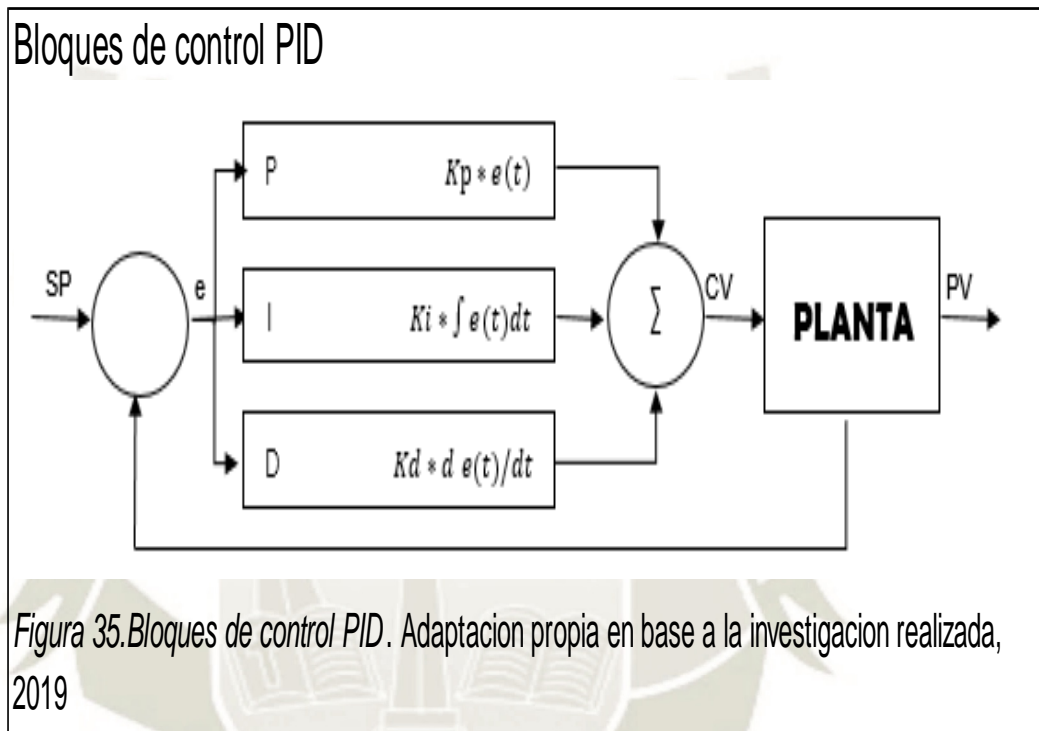 Bloques de control PID
P Kp * e(t)
SP e I Ki * ∫ e(t)dt Σ CV PLANTA PV
D Kd * d e(t)/dt
Figura 35.Bloques de control PID. Adaptacion propia en base a la investigacion realizada,
2019